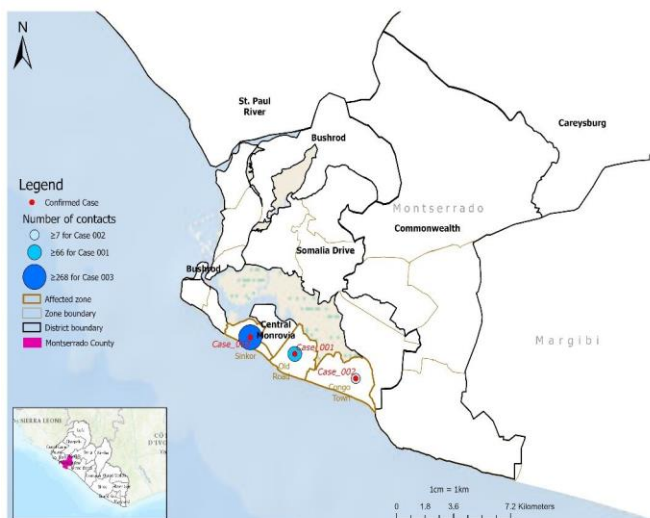 N
St. Paul
River
Bushrod
Careysburg
Legend
Confirmed Case
Number of contacts
≥7 for Case 002
≥66 for Case 001
≥268 for Case 003
Affected zone
Zone boundary
District boundary
Montserrado County
Montserrado
Commonwealth
Somalia Drive
Bushrod
Margibi
Central
Monrovia
Case_001
Sinkor
Old
Road
Case_002
Congo
Town
SIERRA LEONE
1cm = 1km
0 1.8 3.6 7.2 Kilometers